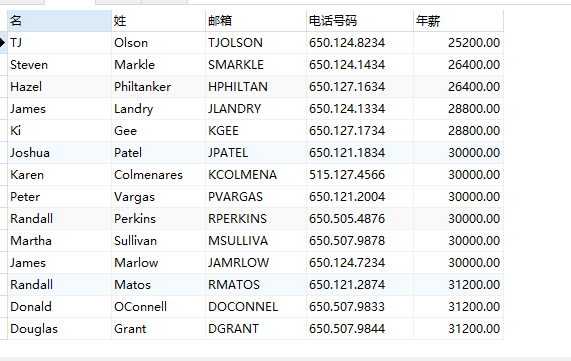 名 姓 邮箱 电话号码 年薪
TJ Olson TJOLSON 650.124.8234 25200.00
Steven Markle SMARKLE 650.124.1434 26400.00
Hazel Philtanker HPHILTAN 650.127.1634 26400.00
James Landry JLANDRY 650.124.1334 28800.00
Ki Gee KGEE 650.127.1734 28800.00
Joshua Patel JPATEL 650.121.1834 30000.00
Karen Colmenares KCOLMENA 515.127.4566 30000.00
Peter Vargas PVARGAS 650.121.2004 30000.00
Randall Perkins RPERKINS 650.505.4876 30000.00
Martha Sullivan MSULLIVA 650.507.9878 30000.00
James Marlow JAMRLOW 650.124.7234 30000.00
Randall Matos RMATOS 650.121.2874 31200.00
Donald OConnell DOCONNEL 650.507.9833 31200.00
Douglas Grant DGRANT 650.507.9844 31200.00